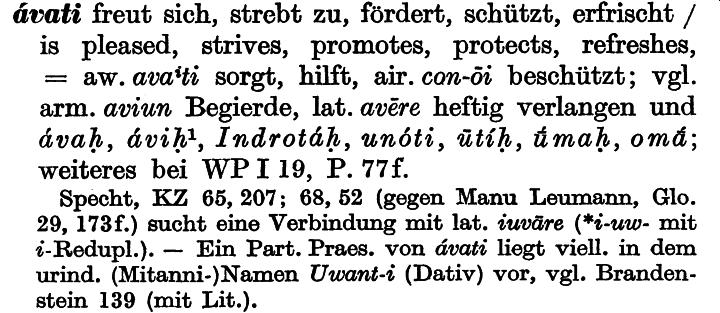 ávati freut sich, strebt zu, fördert, schützt, erfrischt /
is pleased, strives, promotes, protects, refreshes,
= aw. avaⁱti sorgt, hilft, air. con-ōi beschützt; vgl.
arm. aviun Begierde, lat. avēre heftig verlangen und
ávaḥ, áviḥ¹, Indrotáḥ, unóti, ūtíḥ, ū́maḥ, omā́;
weiteres bei WP I 19, P. 77f.
Specht, KZ 65, 207; 68, 52 (gegen Manu Leumann, Glo.
29, 173f.) sucht eine Verbindung mit lat. iuvāre (*i-uw- mit
i-Redupl.). — Ein Part. Praes. von ávati liegt viell. in dem
urind. (Mitanni-)Namen Uwant-i (Dativ) vor, vgl. Branden-
stein 139 (mit Lit.).